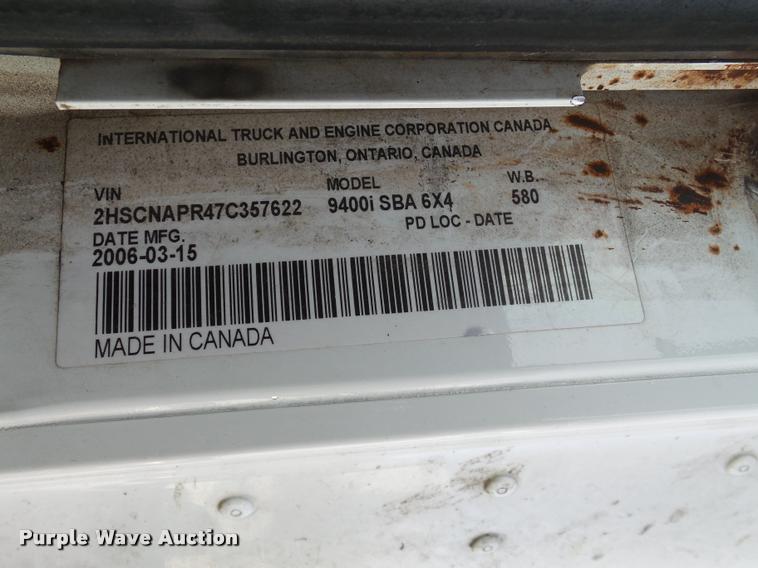 INTERNATIONAL TRUCK AND ENGINE CORPORATION CANADA
BURLINGTON, ONTARIO, CANADA
VIN MODEL W.B.
2HSCNAPR47C357622 9400i SBA 6X4 580
DATE MFG. PD LOC - DATE
2006-03-15
MADE IN CANADA
Purple Wave Auction